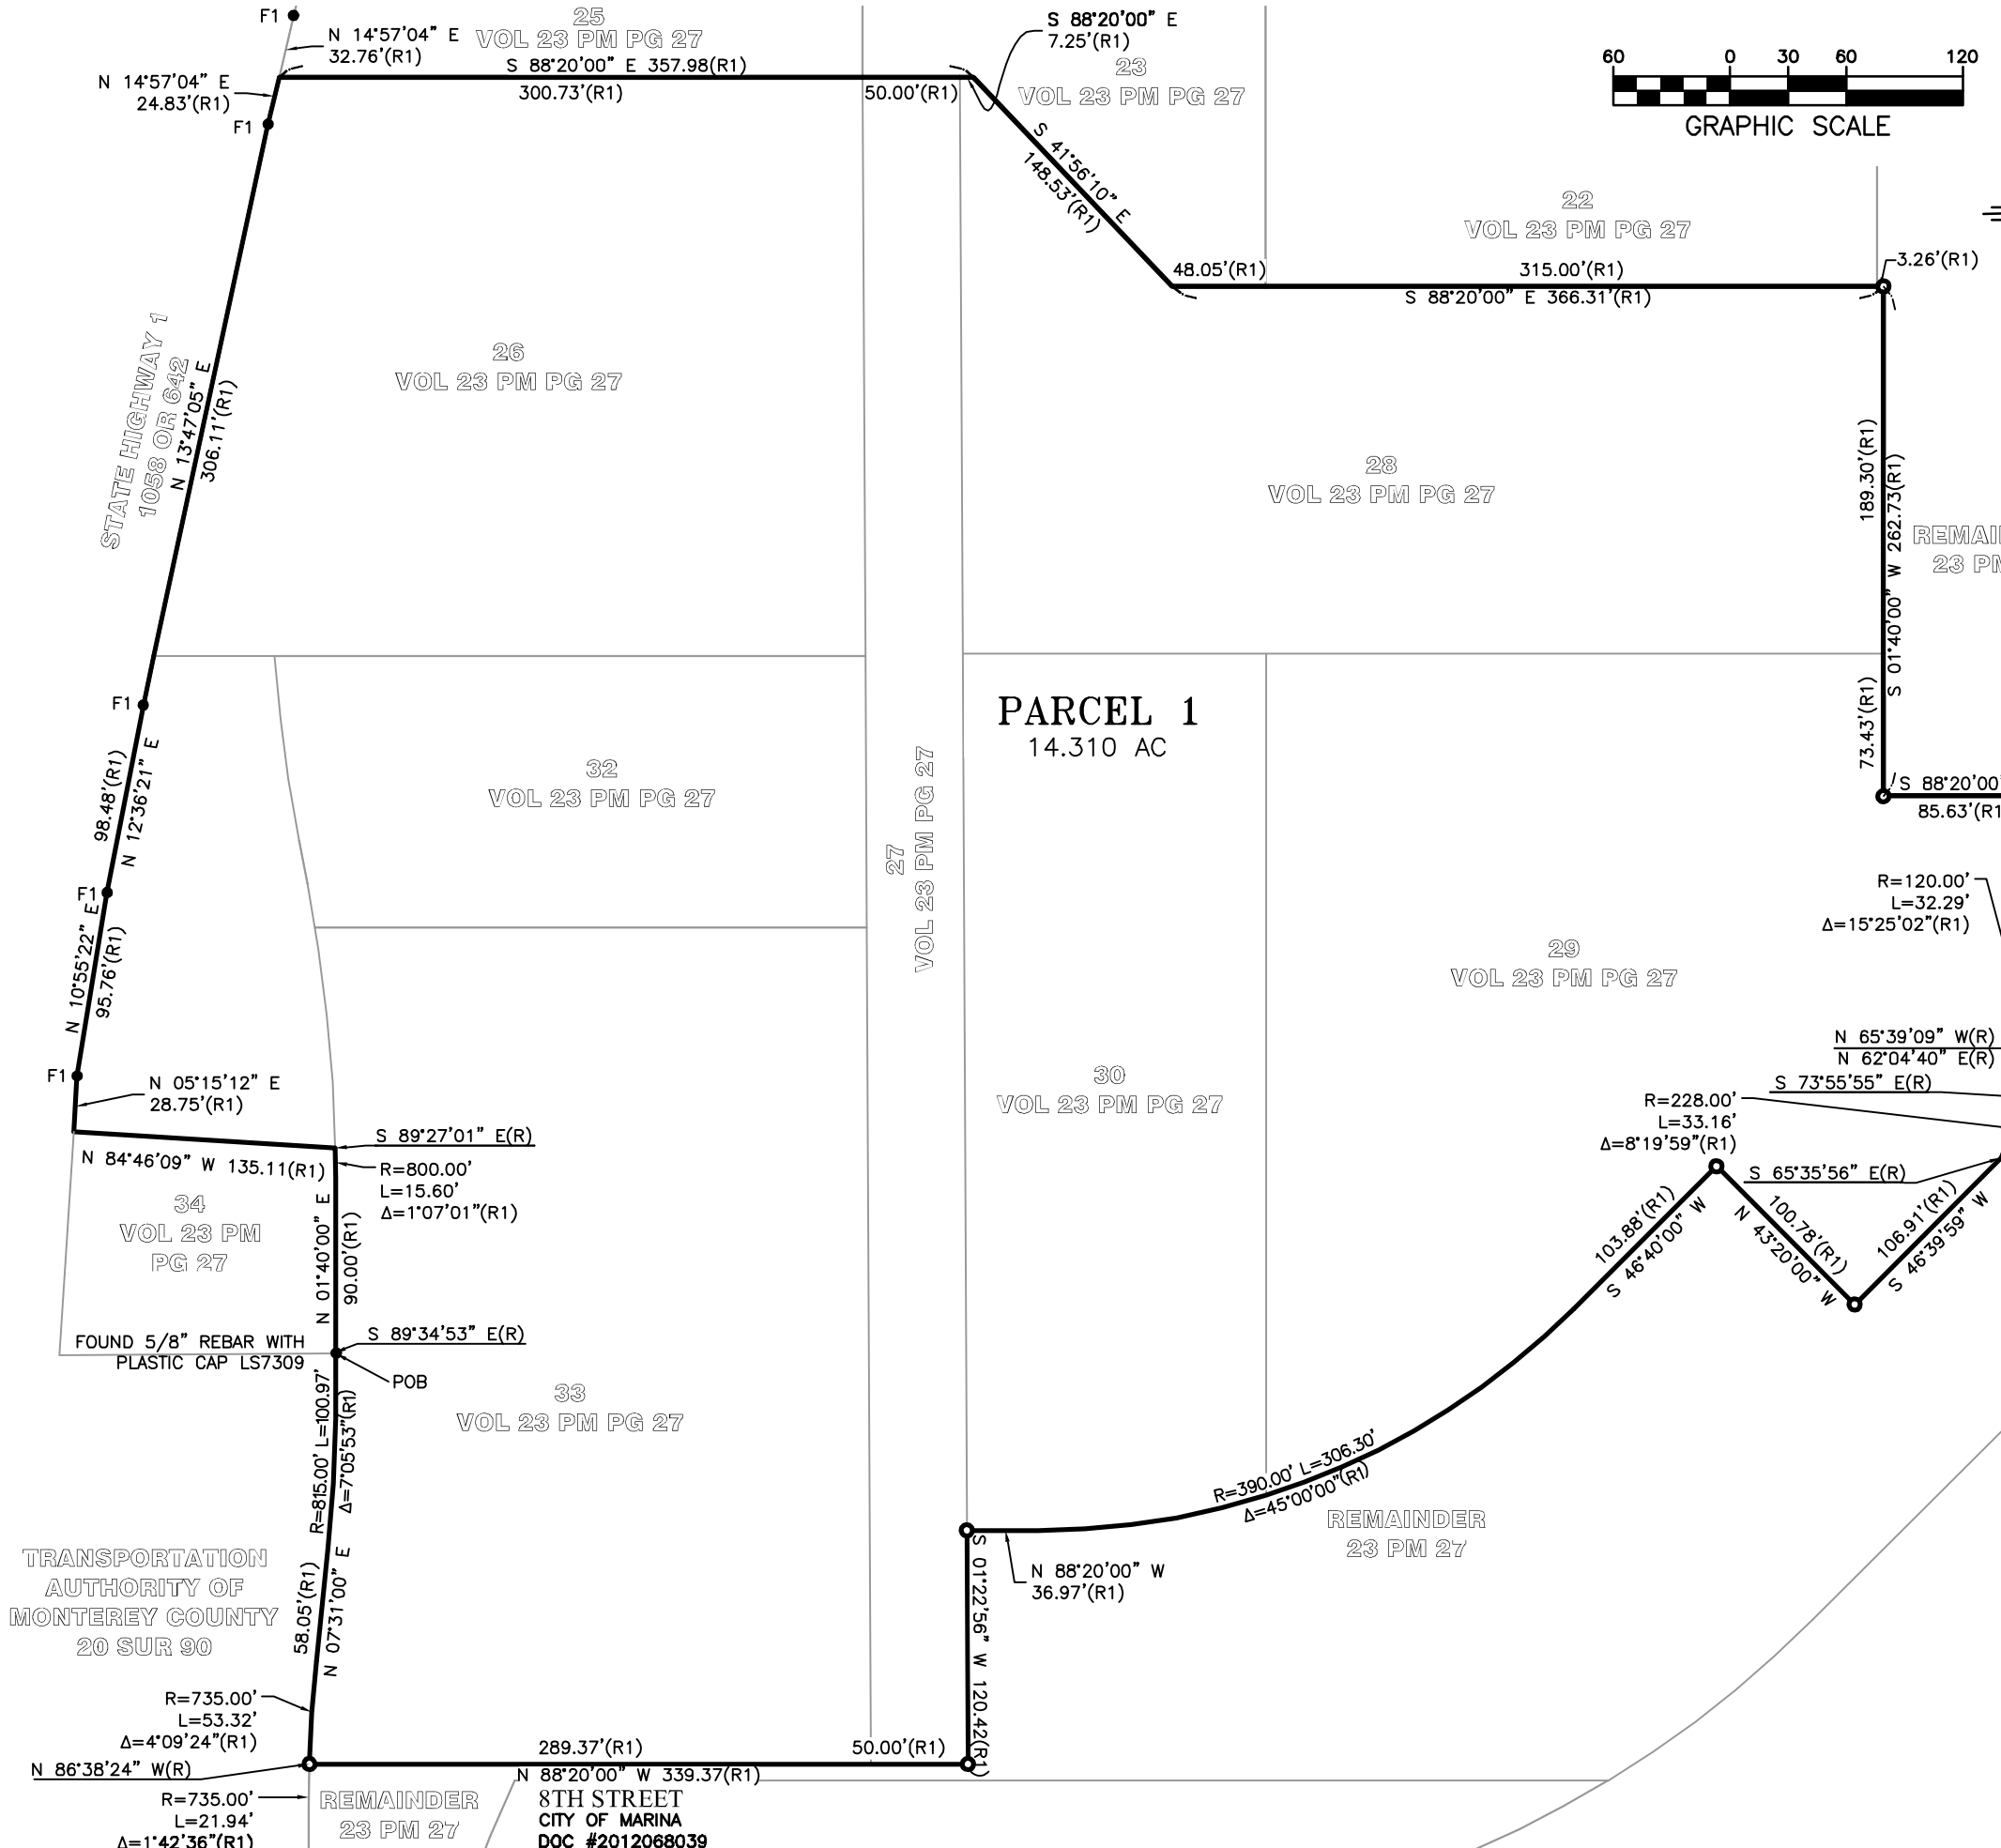 F1
N 14°57'04" E
32.76'(R1)
25
VOL 23 PM PG 27
S 88°20'00" E 357.98(R1)
300.73'(R1)
50.00'(R1)
S 88°20'00" E
7.25'(R1)
23
VOL 23 PM PG 27
60 0 30 60 120
GRAPHIC SCALE
N 14°57'04" E
24.83'(R1)
F1
S 41°56'10" E
148.53'(R1)
22
VOL 23 PM PG 27
48.05'(R1)
315.00'(R1)
S 88°20'00" E 366.31'(R1)
3.26'(R1)
STATE HIGHWAY 1
1058 OR 642
N 13°47'05" E
306.11'(R1)
26
VOL 23 PM PG 27
28
VOL 23 PM PG 27
189.30'(R1)
S 01°40'00" W 262.73(R1)
73.43'(R1)
23 PM
F1
PARCEL 1
14.310 AC
98.48'(R1)
N 12°36'21" E
32
VOL 23 PM PG 27
27
VOL 23 PM PG 27
S 88°20'00"
85.63'(R1
F1
N 10°55'22" E
95.76'(R1)
R=120.00'
L=32.29'
Δ=15°25'02"(R1)
29
VOL 23 PM PG 27
F1
N 05°15'12" E
28.75'(R1)
30
VOL 23 PM PG 27
N 65°39'09" W(R)
N 62°04'40" E(R)
S 73°55'55" E(R)
R=228.00'
L=33.16'
Δ=8°19'59"(R1)
S 65°35'56" E(R)
S 89°27'01" E(R)
N 84°46'09" W 135.11(R1)
R=800.00'
L=15.60'
Δ=1°07'01"(R1)
34
VOL 23 PM
PG 27
N 01°40'00" E
90.00'(R1)
103.88'(R1)
S 46°40'00" W
100.78'(R1)
N 43°20'00" W
106.91'(R1)
S 46°39'59" W
FOUND 5/8" REBAR WITH
PLASTIC CAP LS7309
S 89°34'53" E(R)
POB
33
VOL 23 PM PG 27
R=815.00' L=100.97'
Δ=7°05'53"(R1)
R=390.00' L=306.30'
Δ=45°00'00"(R1)
REMAINDER
23 PM 27
TRANSPORTATION
AUTHORITY OF
MONTEREY COUNTY
20 SUR 90
58.05'(R1)
N 07°31'00" E
S 01°22'56" W 120.42(R1)
N 88°20'00" W
36.97'(R1)
R=735.00'
L=53.32'
Δ=4°09'24"(R1)
N 86°38'24" W(R)
289.37'(R1)
50.00'(R1)
N 88°20'00" W 339.37(R1)
R=735.00'
L=21.94'
Δ=1°42'36"(R1)
REMAINDER
23 PM 27
8TH STREET
CITY OF MARINA
DOC #2012068039